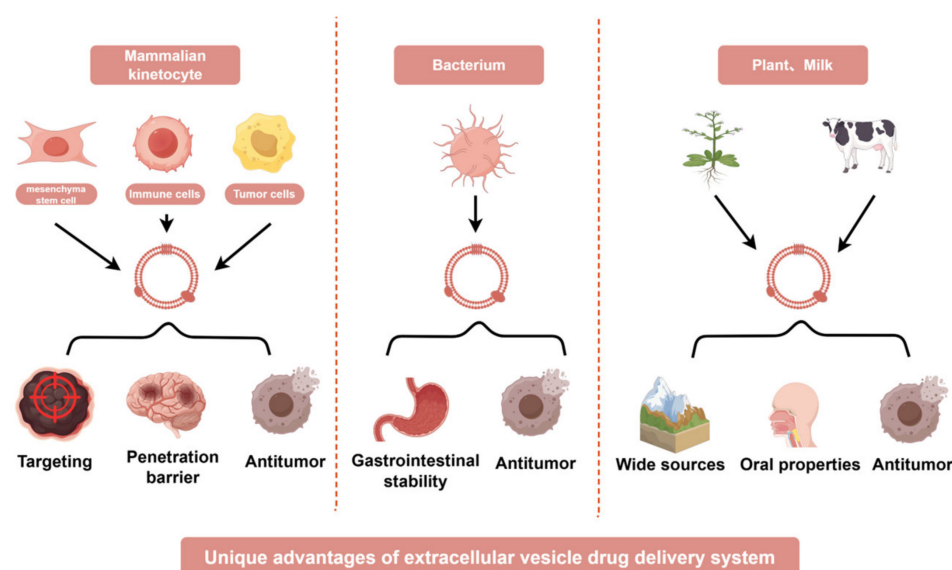 Mammalian
kinetocyte
Bacterium
Plant、Milk
mesenchyma
stem cell
Immune cells
Tumor cells
Targeting
Penetration
barrier
Antitumor
Gastrointestinal
stability
Antitumor
Wide sources
Oral properties
Antitumor
Unique advantages of extracellular vesicle drug delivery system